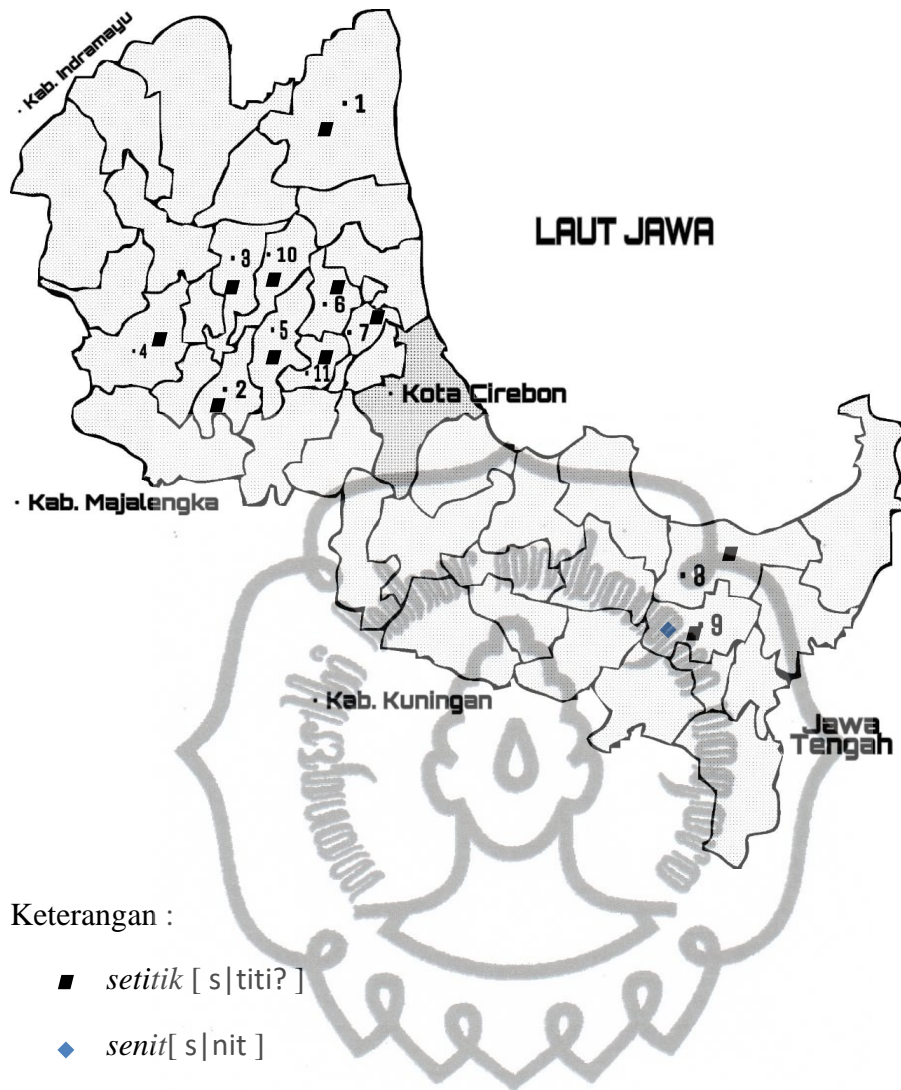 · Kab. Indramayu
· 1
LAUT JAWA
· 3
· 10
· 6
· 5
· 7
· 4
· 11
· 2
· Kota Cirebon
· Kab. Majalengka
· 8
· 9
· Kab. Kuningan
Jawa
Tengah
Keterangan :
setitik [ s|titi? ]
senit[ s|nit ]